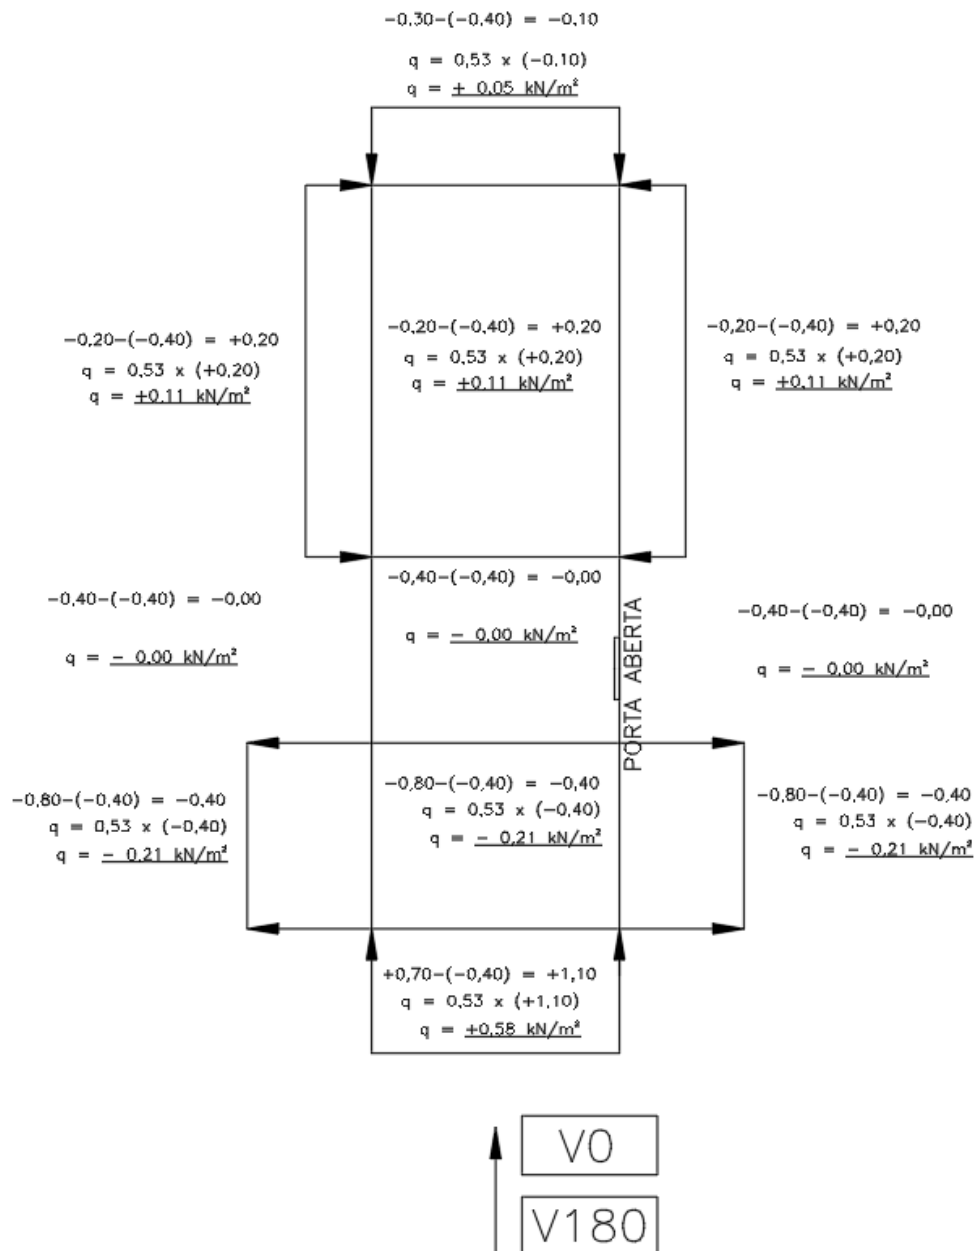 -0,30-(-0,40) = -0,10
q = 0,53 x (-0,10)
q = + 0,05 kN/m²
-0,20-(-0,40) = +0,20
q = 0,53 x (+0,20)
q = +0,11 kN/m²
-0,20-(-0,40) = +0,20
q = 0,53 x (+0,20)
q = +0,11 kN/m²
-0,20-(-0,40) = +0,20
q = 0,53 x (+0,20)
q = +0,11 kN/m²
-0,40-(-0,40) = -0,00
q = - 0,00 kN/m²
-0,40-(-0,40) = -0,00
q = - 0,00 kN/m²
PORTA ABERTA
-0,40-(-0,40) = -0,00
q = - 0,00 kN/m²
-0,80-(-0,40) = -0,40
q = 0,53 x (-0,40)
q = - 0,21 kN/m²
-0,80-(-0,40) = -0,40
q = 0,53 x (-0,40)
q = - 0,21 kN/m²
-0,80-(-0,40) = -0,40
q = 0,53 x (-0,40)
q = - 0,21 kN/m²
+0,70-(-0,40) = +1,10
q = 0,53 x (+1,10)
q = +0,58 kN/m²
V0
V180